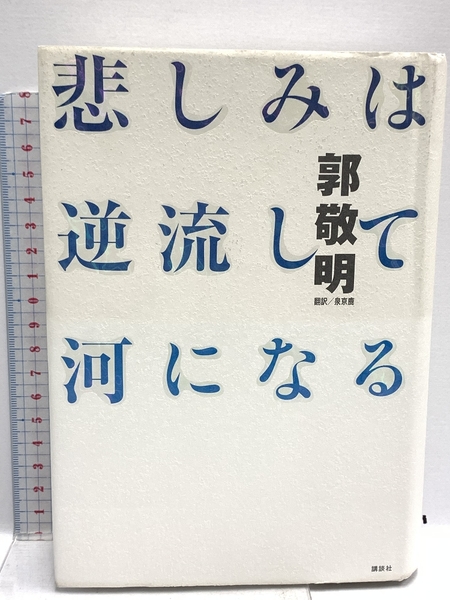 悲しみは
逆流して
河になる
郭敬明
翻訳／泉京鹿
講談社